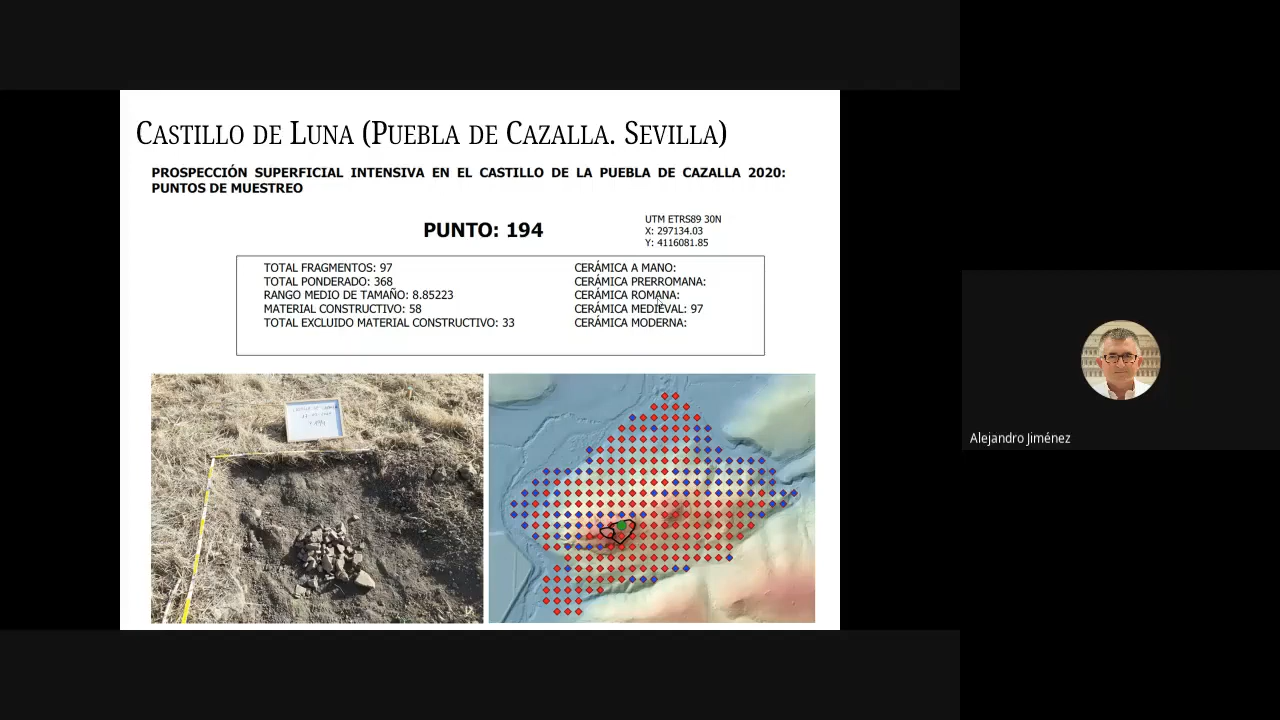 CASTILLO DE LUNA (PUEBLA DE CAZALLA. SEVILLA)
PROSPECCIÓN SUPERFICIAL INTENSIVA EN EL CASTILLO DE LA PUEBLA DE CAZALLA 2020:
PUNTOS DE MUESTREO
PUNTO: 194
UTM ETRS89 30N
X: 297134.03
Y: 4116081.85
TOTAL FRAGMENTOS: 97
TOTAL PONDERADO: 368
RANGO MEDIO DE TAMAÑO: 8.85223
MATERIAL CONSTRUCTIVO: 58
TOTAL EXCLUIDO MATERIAL CONSTRUCTIVO: 33
CERÁMICA A MANO:
CERÁMICA PRERROMANA:
CERÁMICA ROMANA:
CERÁMICA MEDIEVAL: 97
CERÁMICA MODERNA:
Alejandro Jiménez